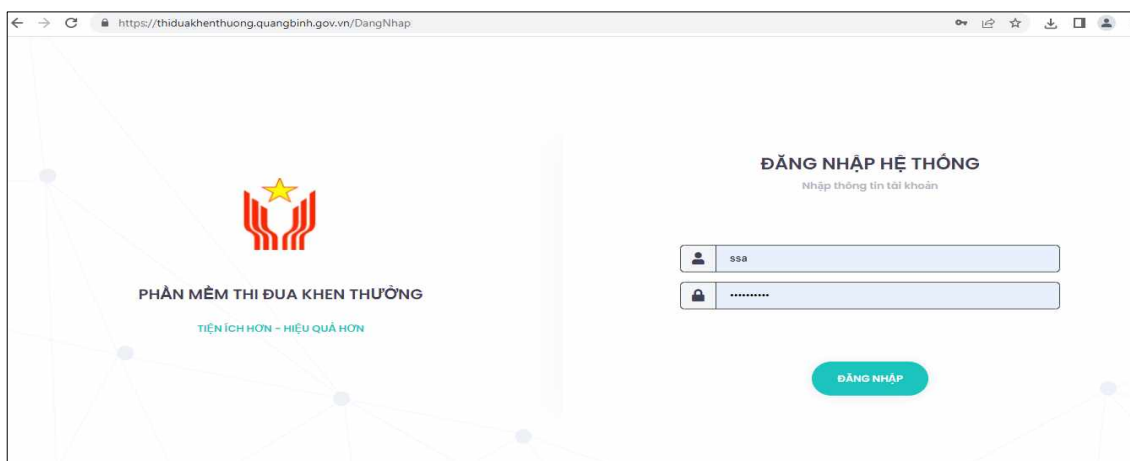 https://thiduakhenthuong.quangbinh.gov.vn/DangNhap
ĐĂNG NHẬP HỆ THỐNG
Nhập thông tin tài khoản
ssa
••••••••••
PHẦN MỀM THI ĐUA KHEN THƯỞNG
TIỆN ÍCH HƠN - HIỆU QUẢ HƠN
ĐĂNG NHẬP